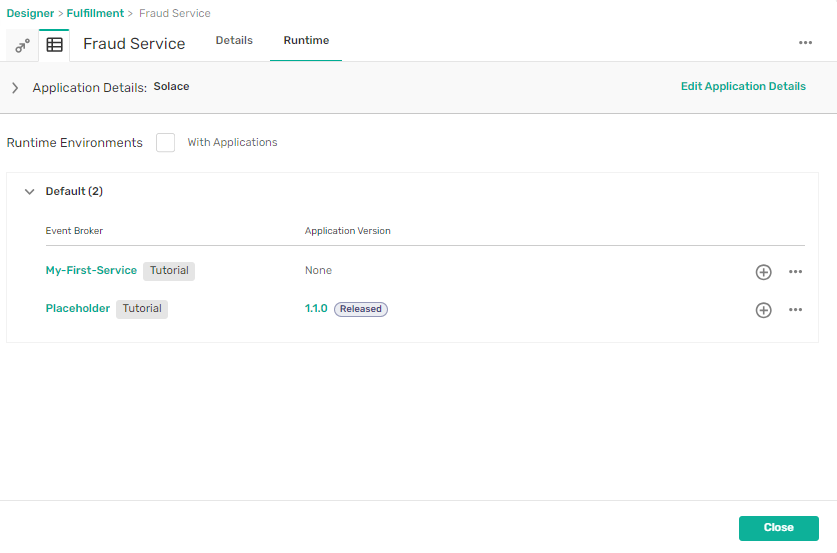 Designer > Fulfillment > Fraud Service
Fraud Service Details Runtime
Application Details: Solace Edit Application Details
Runtime Environments With Applications
Default (2)
Event Broker Application Version
My-First-Service Tutorial None
Placeholder Tutorial 1.1.0 Released
Close